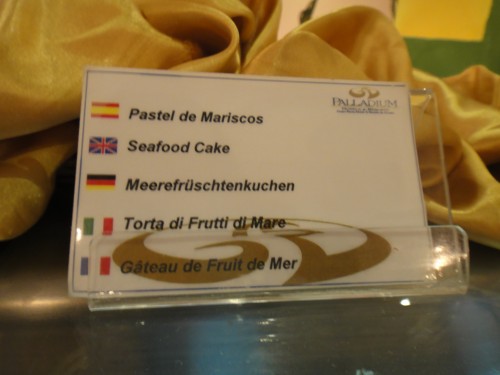 PALLADIUM
Pastel de Mariscos
Seafood Cake
Meerefrüschtenkuchen
Torta di Frutti di Mare
Gâteau de Fruit de Mer